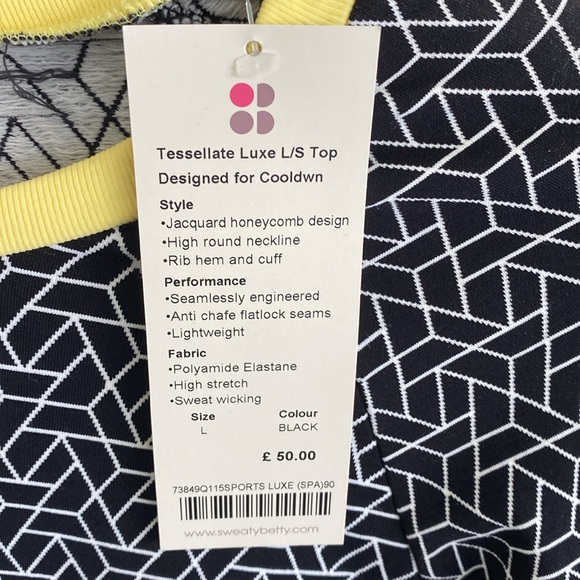 Tessellate Luxe L/S Top
Designed for Cooldwn
Style
•Jacquard honeycomb design
•High round neckline
•Rib hem and cuff
Performance
•Seamlessly engineered
•Anti chafe flatlock seams
•Lightweight
Fabric
•Polyamide Elastane
•High stretch
•Sweat wicking
Size Colour
L BLACK
£ 50.00
73849Q115SPORTS LUXE (SPA)90
www.sweatybetty.com